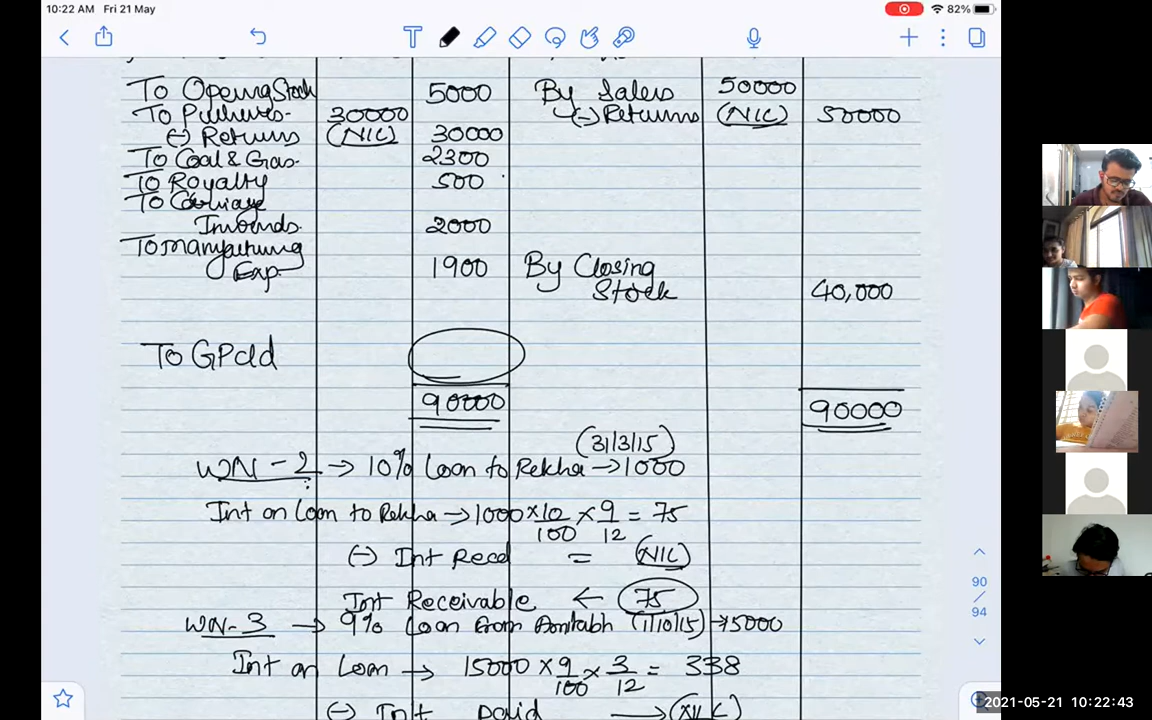 10:22 AM Fri 21 May 82%
To Opening Stock 5000 By Sales 50000
To Purchases 30000 (-) Returns (NIL) 50000
(-) Returns (NIL) 30000
To Coal & Gas 2300
To Royalty 500
To Carriage
Inwards 2000
To Manufacturing
Exp 1900 By Closing
Stock 40,000
To GP c/d
90000 90000
(31/3/15)
WN-2 → 10% Loan to Rekha → 1000
Int on Loan to Rekha → 1000 × 10/100 × 9/12 = 75
(-) Int Recd = (NIL)
Int Receivable ← 75
WN-3 → 9% Loan from Amitabh (1/10/15) → 15000
Int on Loan → 15000 × 9/100 × 3/12 = 338
(-) Int paid → (NIL)
90
/
94
2021-05-21 10:22:43